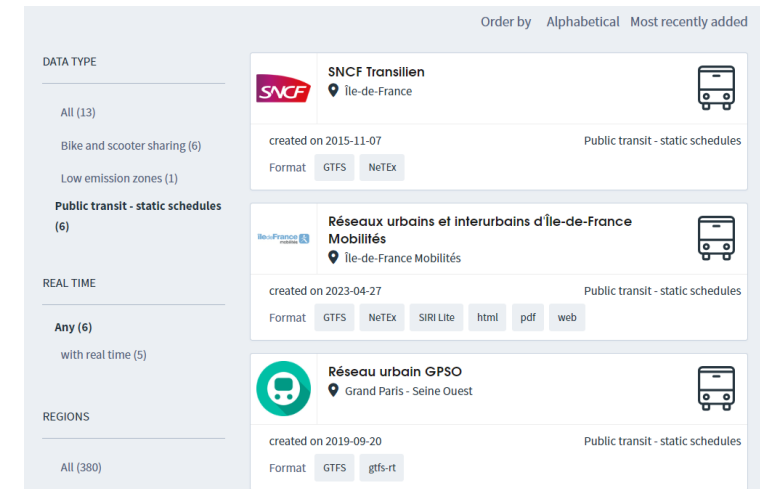 Order by Alphabetical Most recently added
DATA TYPE
All (13)
Bike and scooter sharing (6)
Low emission zones (1)
Public transit - static schedules
(6)
REAL TIME
Any (6)
with real time (5)
REGIONS
All (380)
SNCF
SNCF Transilien
Île-de-France
created on 2015-11-07 Public transit - static schedules
Format GTFS NeTEx
île de France
mobilités
Réseaux urbains et interurbains d'Île-de-France
Mobilités
Île-de-France Mobilités
created on 2023-04-27 Public transit - static schedules
Format GTFS NeTEx SIRI Lite html pdf web
Réseau urbain GPSO
Grand Paris - Seine Ouest
created on 2019-09-20 Public transit - static schedules
Format GTFS gtfs-rt